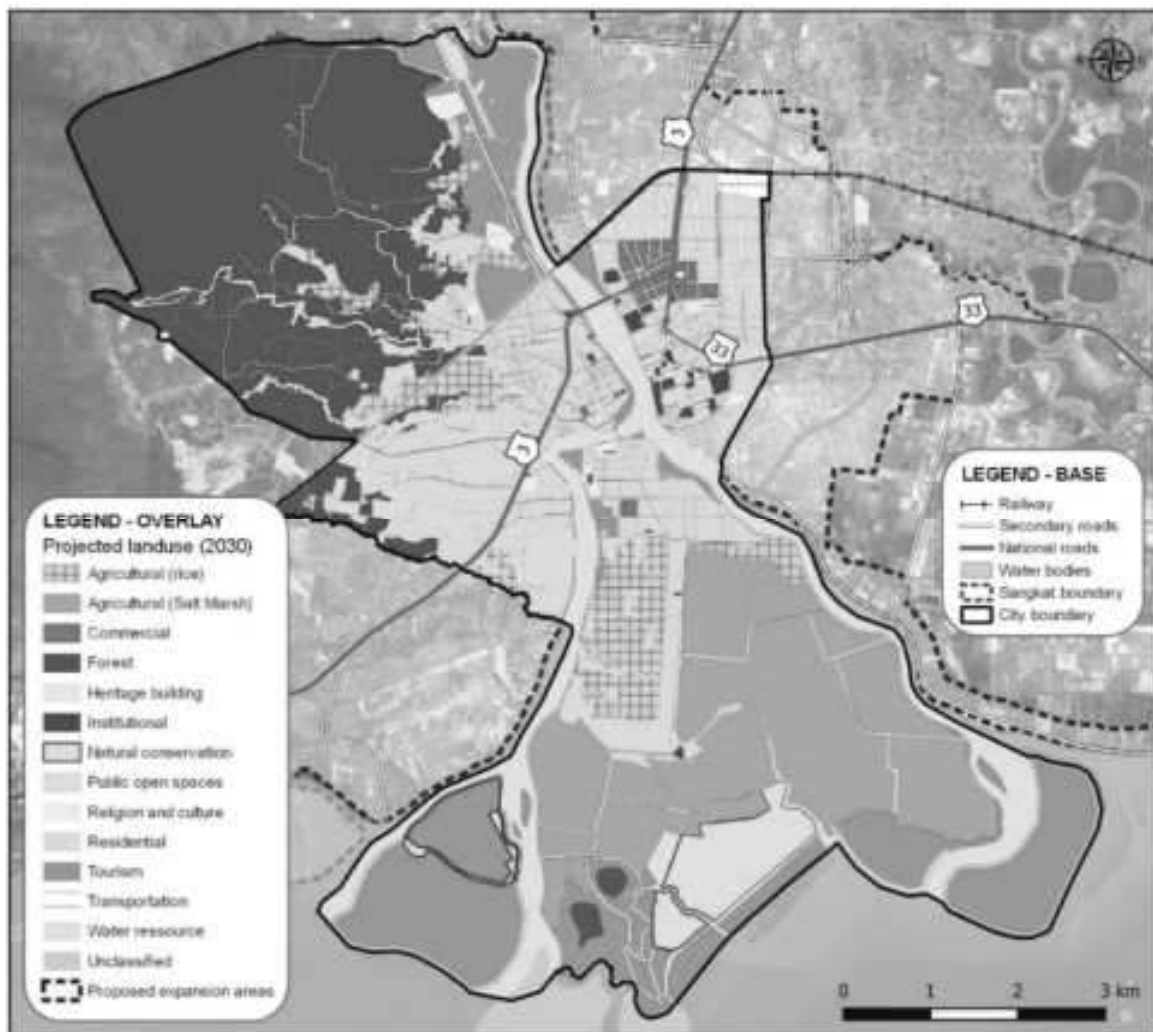 3
33
33
3
LEGEND - OVERLAY
Projected landuse (2030)
Agricultural (rice)
Agricultural (Salt Marsh)
Commercial
Forest
Heritage building
Institutional
Natural conservation
Public open spaces
Religion and culture
Residential
Tourism
Transportation
Water ressource
Unclassified
Proposed expansion areas
LEGEND - BASE
Railway
Secondary roads
National roads
Water bodies
Sangkat boundary
City boundary
0 1 2 3 km